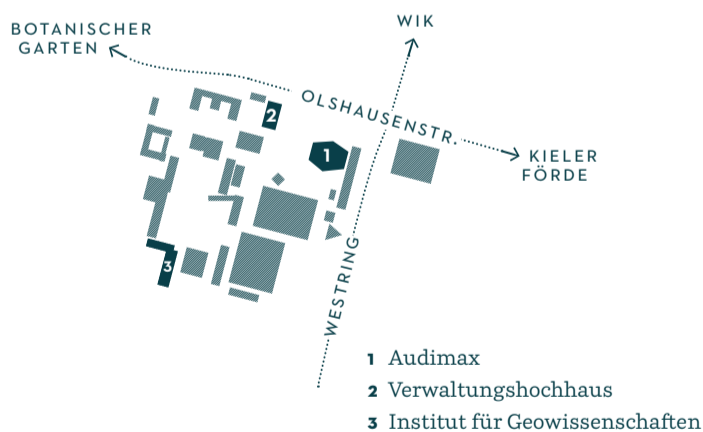 BOTANISCHER
GARTEN
WIK
OLSHAUSENSTR.
KIELER
FÖRDE
2
1
3
WESTRING
1 Audimax
2 Verwaltungshochhaus
3 Institut für Geowissenschaften